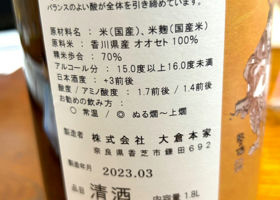 バランスのよい酸が全体を引き締めています。
原材料名:米(国産)、米麹(国産米)
原料米:香川県産 オオセト100%
精米歩合:70%
アルコール分:15.0度以上16.0度未満
日本酒度:+3前後
酸度/アミノ酸度:1.7前後/1.4前後
お勧めの飲み方:
○ 常温 / ◎ ぬる燗~上燗
製造者 株式会社 大倉本家
奈良県香芝市鎌田692
製造年月 2023.03
品目 清酒 内容量 1.8L